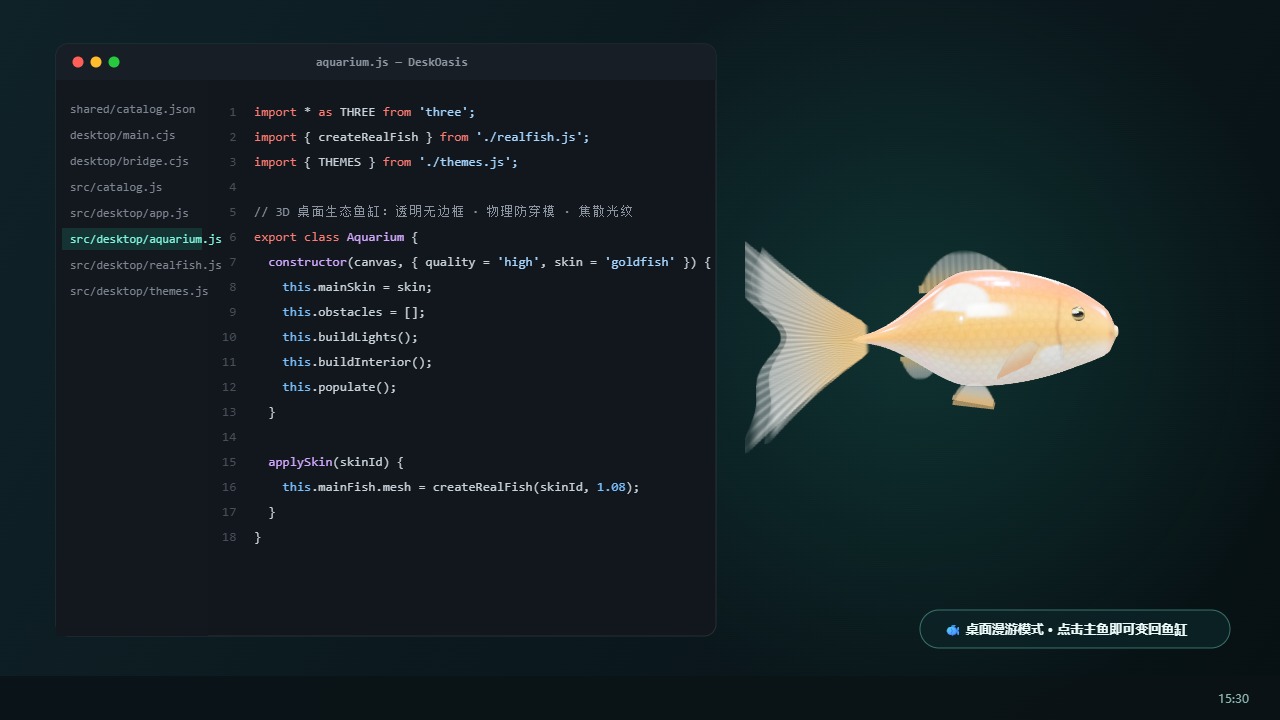 aquarium.js — DeskOasis
shared/catalog.json
desktop/main.cjs
desktop/bridge.cjs
src/catalog.js
src/desktop/app.js
src/desktop/aquarium.js
src/desktop/realfish.js
src/desktop/themes.js
1 import * as THREE from 'three';
2 import { createRealFish } from './realfish.js';
3 import { THEMES } from './themes.js';
4
5 // 3D 桌面生态鱼缸: 透明无边框 · 物理防穿模 · 焦散光纹
6 export class Aquarium {
7 constructor(canvas, { quality = 'high', skin = 'goldfish' }) {
8 this.mainSkin = skin;
9 this.obstacles = [];
10 this.buildLights();
11 this.buildInterior();
12 this.populate();
13 }
14
15 applySkin(skinId) {
16 this.mainFish.mesh = createRealFish(skinId, 1.08);
17 }
18 }
桌面漫游模式 • 点击主鱼即可变回鱼缸
15:30